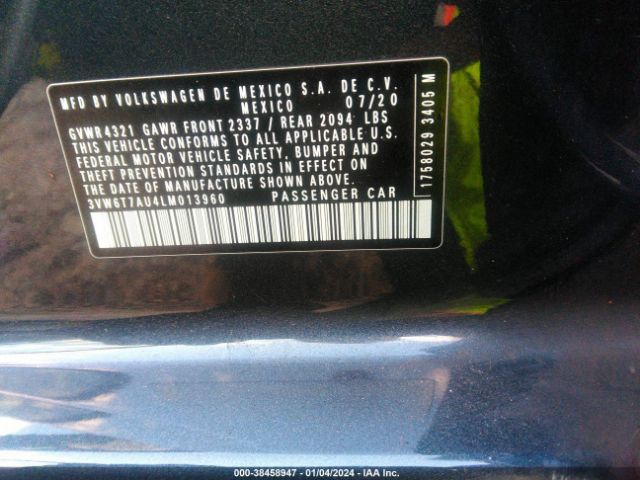 MFD BY VOLKSWAGEN DE MEXICO S.A. DE C.V.
MEXICO 07/20
GVWR 4321 GAWR FRONT 2337 / REAR 2094 LBS
THIS VEHICLE CONFORMS TO ALL APPLICABLE U.S.
FEDERAL MOTOR VEHICLE SAFETY, BUMPER AND
THEFT PREVENTION STANDARDS IN EFFECT ON
THE DATE OF MANUFACTURE SHOWN ABOVE.
3VW6T7AU4LM013960 PASSENGER CAR
1758029 3405 M
000-38458947 - 01/04/2024 - IAA Inc.